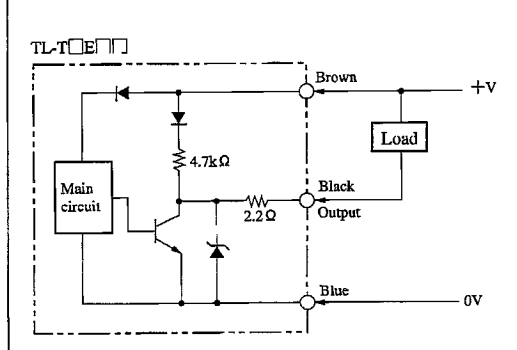 TL-T□E□□
Brown
+V
Load
4.7kΩ
Main
circuit
2.2Ω
Black
Output
Blue
0V